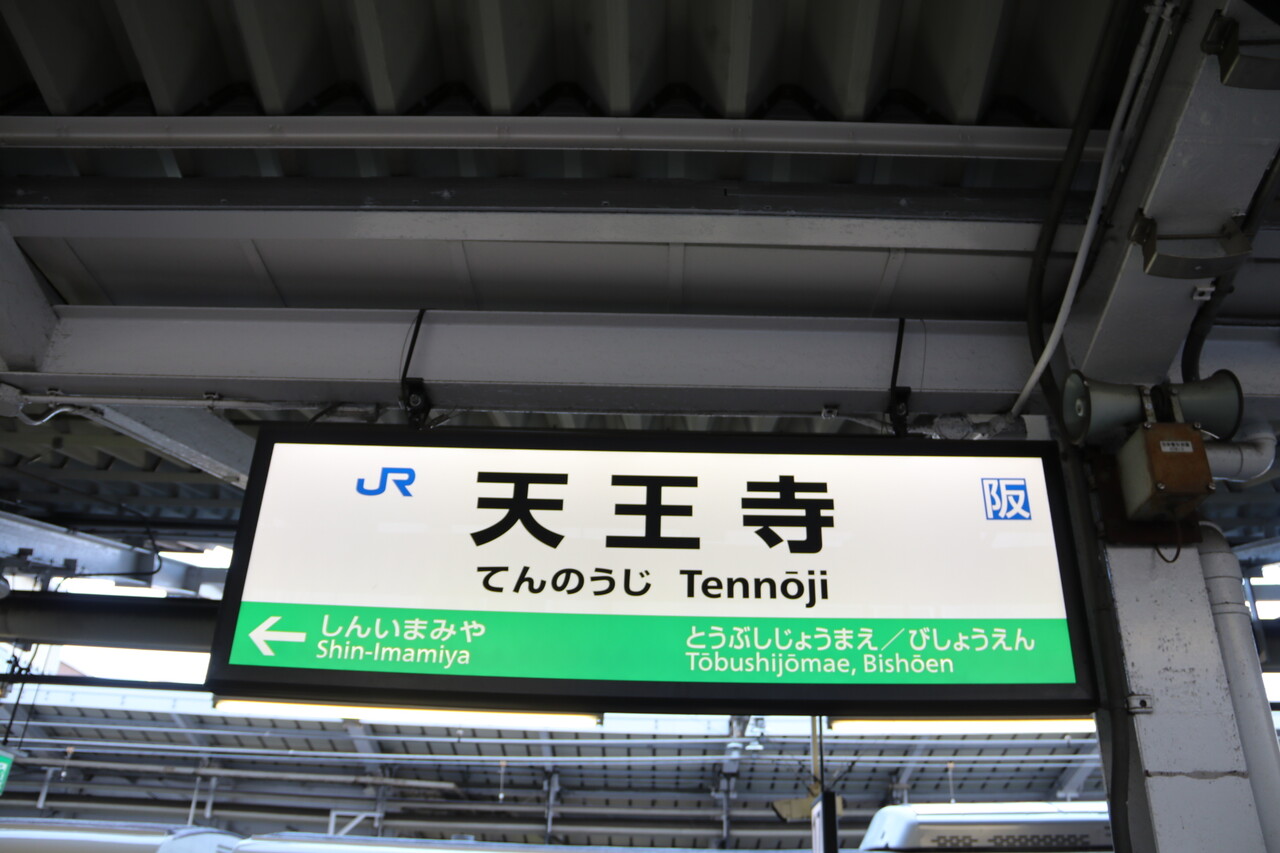 JR 天王寺 阪
てんのうじ Tennōji
← しんいまみや
Shin-Imamiya
とうぶしじょうまえ／びしょうえん
Tōbushijōmae, Bishōen